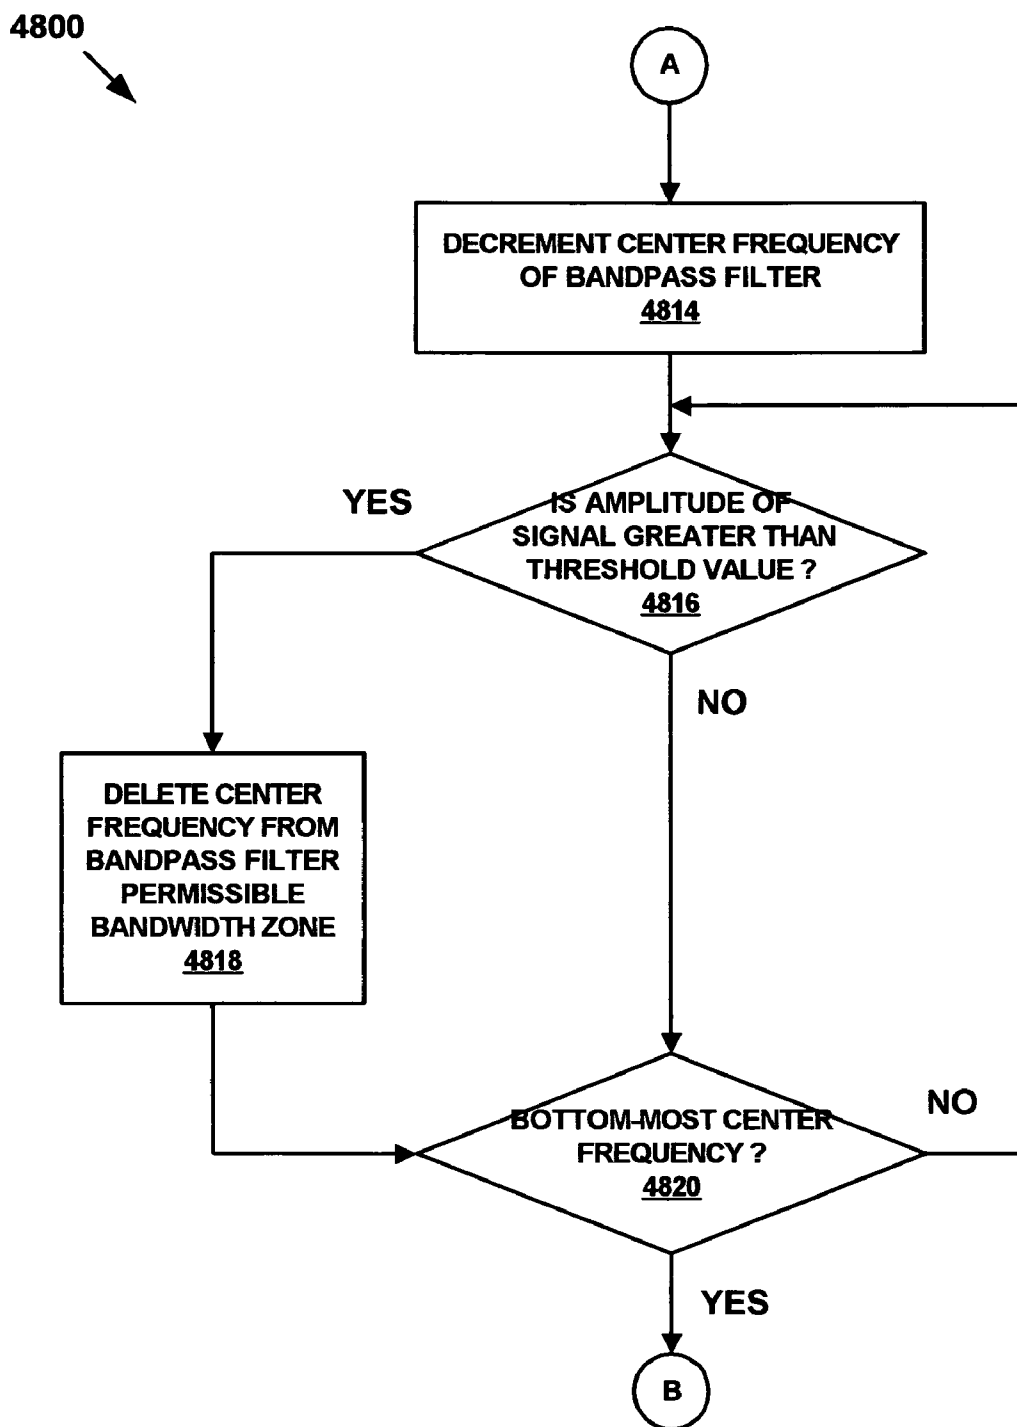 4800
A
DECREMENT CENTER FREQUENCY
OF BANDPASS FILTER
4814
YES
IS AMPLITUDE OF
SIGNAL GREATER THAN
THRESHOLD VALUE ?
4816
NO
DELETE CENTER
FREQUENCY FROM
BANDPASS FILTER
PERMISSIBLE
BANDWIDTH ZONE
4818
BOTTOM-MOST CENTER
FREQUENCY ?
4820
NO
YES
B